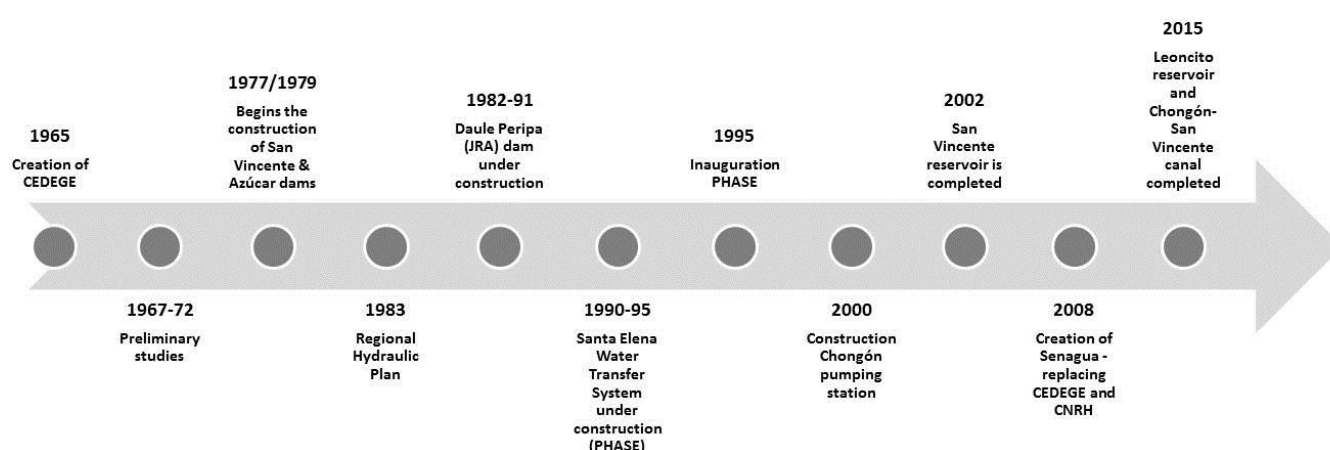 1965
Creation of
CEDEGE
1967-72
Preliminary
studies
1977/1979
Begins the
construction
of San
Vincente &
Azúcar dams
1983
Regional
Hydraulic
Plan
1982-91
Daule Peripa
(JRA) dam
under
construction
1990-95
Santa Elena
Water
Transfer
System
under
construction
(PHASE)
1995
Inauguration
PHASE
2000
Construction
Chongón
pumping
station
2002
San
Vincente
reservoir is
completed
2008
Creation of
Senagua -
replacing
CEDEGE and
CNRH
2015
Leoncito
reservoir
and
Chongón-
San
Vincente
canal
completed